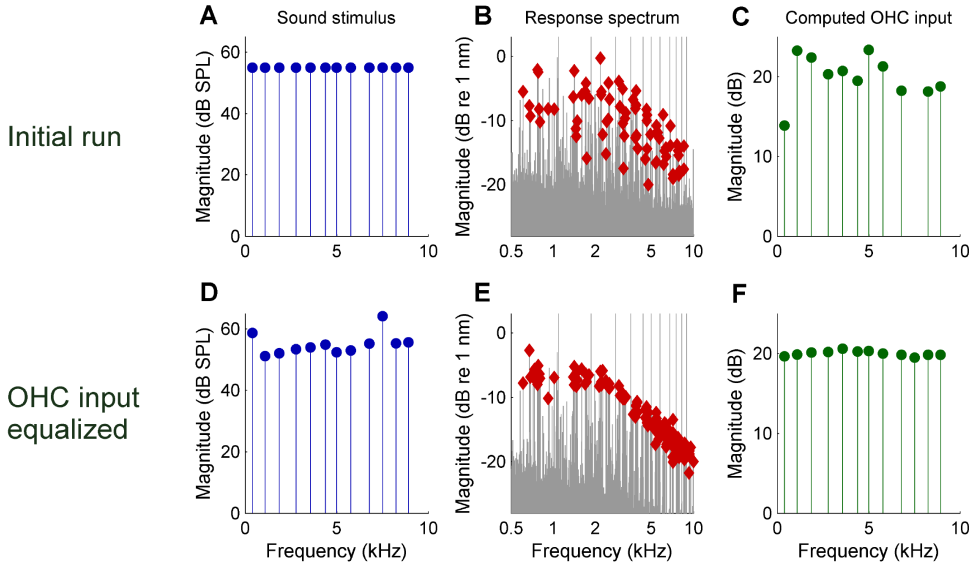 A
Sound stimulus
B
Response spectrum
C
Computed OHC input
Initial run
Magnitude (dB SPL)
60
40
20
0
0
5
10
Magnitude (dB re 1 nm)
0
-10
-20
0.5
1
2
5
10
Magnitude (dB)
20
10
0
0
5
10
D
E
F
OHC input
equalized
Magnitude (dB SPL)
60
40
20
0
0
5
10
Frequency (kHz)
Magnitude (dB re 1 nm)
0
-10
-20
0.5
1
2
5
10
Frequency (kHz)
Magnitude (dB)
20
10
0
0
5
10
Frequency (kHz)